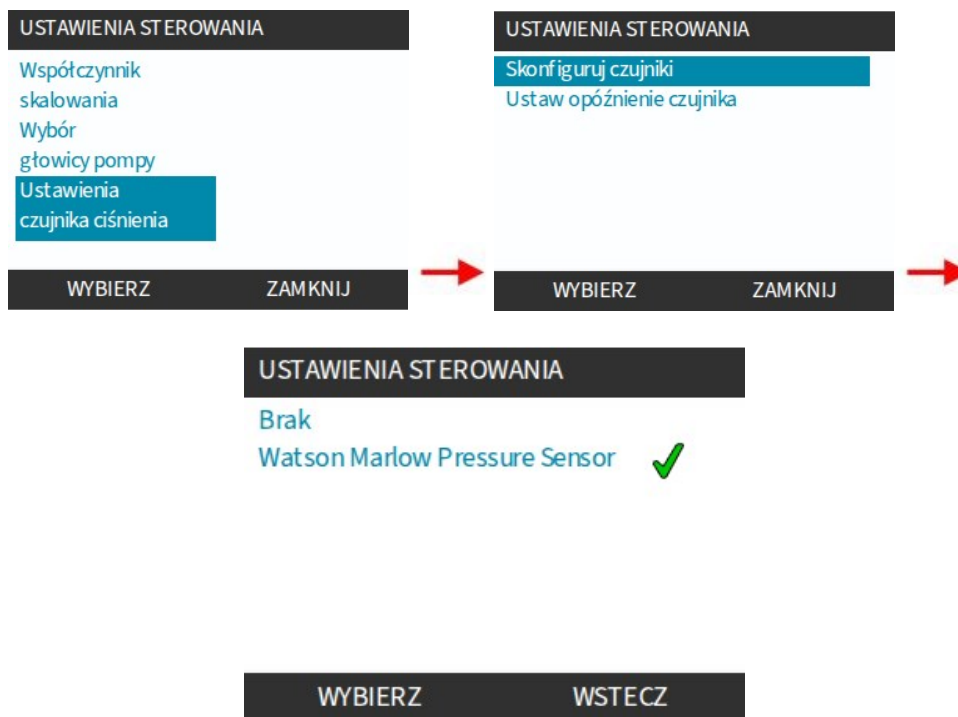 USTAWIENIA STEROWANIA
Współczynnik
skalowania
Wybór
głowicy pompy
Ustawienia
czujnika ciśnienia
WYBIERZ ZAMKNIJ
USTAWIENIA STEROWANIA
Skonfiguruj czujniki
Ustaw opóźnienie czujnika
WYBIERZ ZAMKNIJ
USTAWIENIA STEROWANIA
Brak
Watson Marlow Pressure Sensor
WYBIERZ WSTECZ